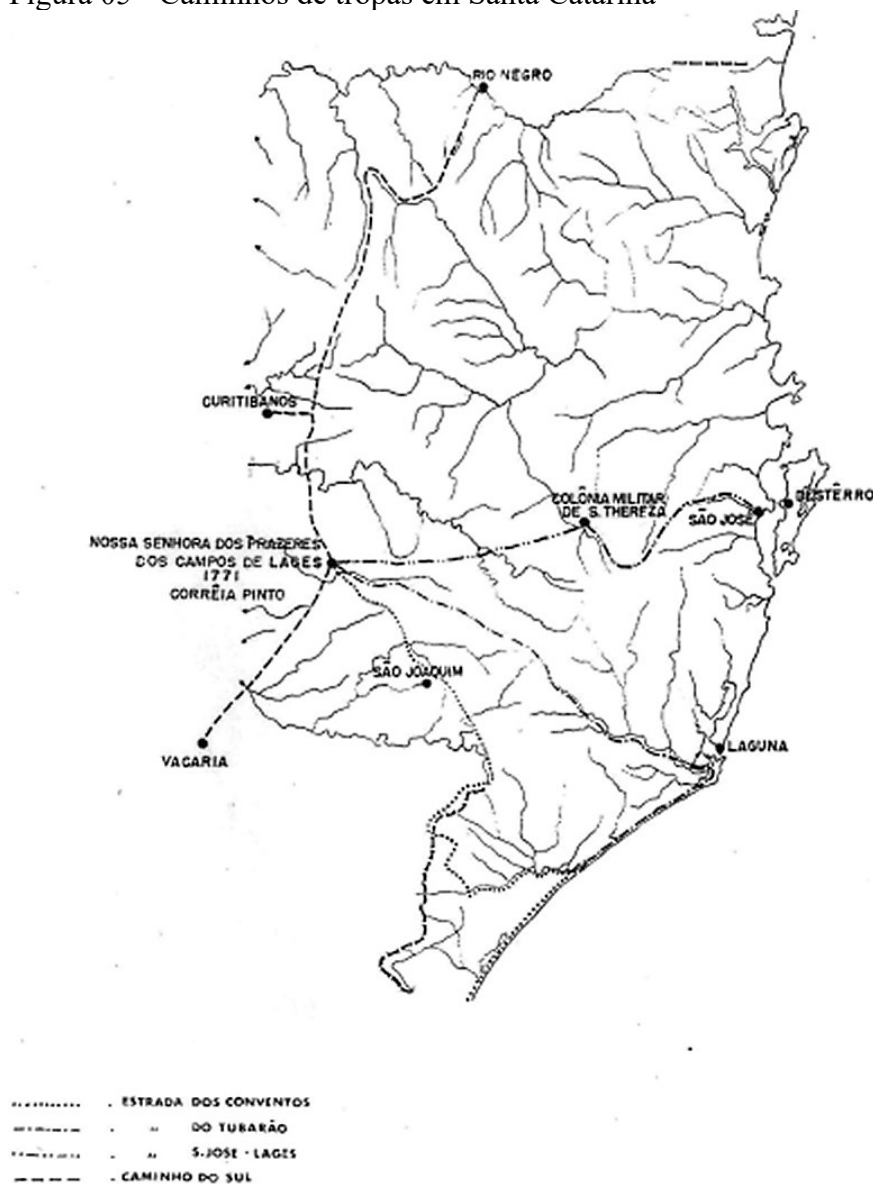 Figura 05 - Caminhos de tropas em Santa Catarina
RIO NEGRO
CURITIBANOS
COLÔNIA MILITAR
DE S. THEREZA
SÃO JOSÉ
DESTÊRRO
NOSSA SENHORA DOS PRAZERES
DOS CAMPOS DE LAGES
1771
CORRÊIA PINTO
SÃO JOAQUIM
VACARIA
LAGUNA
. ESTRADA DOS CONVENTOS
. " DO TUBARÃO
. " S. JOSE - LAGES
. CAMINHO DO SUL